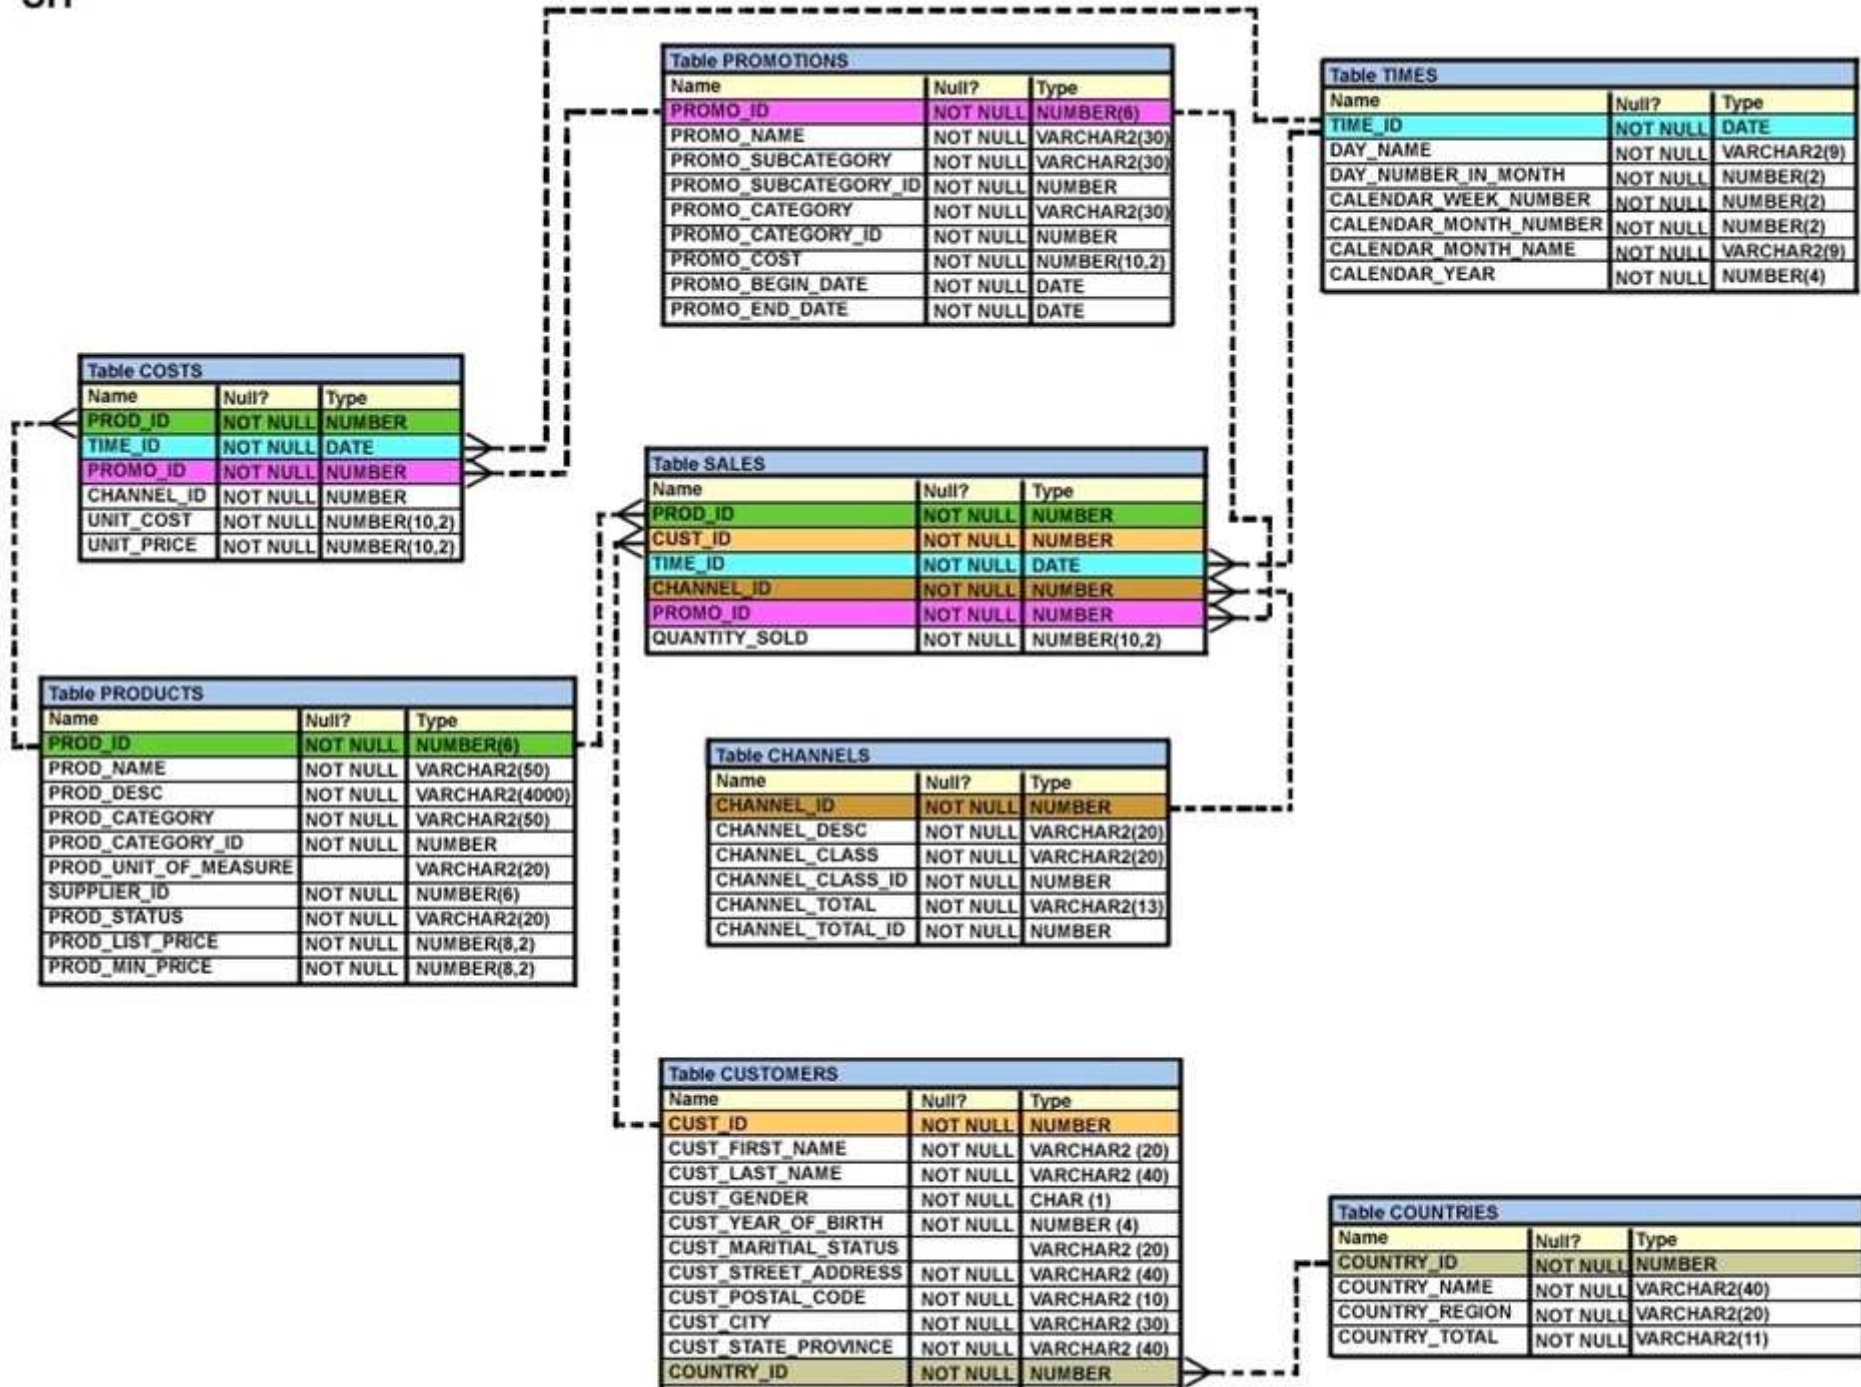 SH
Table PROMOTIONS
Name Null? Type
PROMO_ID NOT NULL NUMBER(6)
PROMO_NAME NOT NULL VARCHAR2(30)
PROMO_SUBCATEGORY NOT NULL VARCHAR2(30)
PROMO_SUBCATEGORY_ID NOT NULL NUMBER
PROMO_CATEGORY NOT NULL VARCHAR2(30)
PROMO_CATEGORY_ID NOT NULL NUMBER
PROMO_COST NOT NULL NUMBER(10,2)
PROMO_BEGIN_DATE NOT NULL DATE
PROMO_END_DATE NOT NULL DATE
Table TIMES
Name Null? Type
TIME_ID NOT NULL DATE
DAY_NAME NOT NULL VARCHAR2(9)
DAY_NUMBER_IN_MONTH NOT NULL NUMBER(2)
CALENDAR_WEEK_NUMBER NOT NULL NUMBER(2)
CALENDAR_MONTH_NUMBER NOT NULL NUMBER(2)
CALENDAR_MONTH_NAME NOT NULL VARCHAR2(9)
CALENDAR_YEAR NOT NULL NUMBER(4)
Table COSTS
Name Null? Type
PROD_ID NOT NULL NUMBER
TIME_ID NOT NULL DATE
PROMO_ID NOT NULL NUMBER
CHANNEL_ID NOT NULL NUMBER
UNIT_COST NOT NULL NUMBER(10,2)
UNIT_PRICE NOT NULL NUMBER(10,2)
Table SALES
Name Null? Type
PROD_ID NOT NULL NUMBER
CUST_ID NOT NULL NUMBER
TIME_ID NOT NULL DATE
CHANNEL_ID NOT NULL NUMBER
PROMO_ID NOT NULL NUMBER
QUANTITY_SOLD NOT NULL NUMBER(10,2)
Table PRODUCTS
Name Null? Type
PROD_ID NOT NULL NUMBER(6)
PROD_NAME NOT NULL VARCHAR2(50)
PROD_DESC NOT NULL VARCHAR2(4000)
PROD_CATEGORY NOT NULL VARCHAR2(50)
PROD_CATEGORY_ID NOT NULL NUMBER
PROD_UNIT_OF_MEASURE VARCHAR2(20)
SUPPLIER_ID NOT NULL NUMBER(6)
PROD_STATUS NOT NULL VARCHAR2(20)
PROD_LIST_PRICE NOT NULL NUMBER(8,2)
PROD_MIN_PRICE NOT NULL NUMBER(8,2)
Table CHANNELS
Name Null? Type
CHANNEL_ID NOT NULL NUMBER
CHANNEL_DESC NOT NULL VARCHAR2(20)
CHANNEL_CLASS NOT NULL VARCHAR2(20)
CHANNEL_CLASS_ID NOT NULL NUMBER
CHANNEL_TOTAL NOT NULL VARCHAR2(13)
CHANNEL_TOTAL_ID NOT NULL NUMBER
Table CUSTOMERS
Name Null? Type
CUST_ID NOT NULL NUMBER
CUST_FIRST_NAME NOT NULL VARCHAR2 (20)
CUST_LAST_NAME NOT NULL VARCHAR2 (40)
CUST_GENDER NOT NULL CHAR (1)
CUST_YEAR_OF_BIRTH NOT NULL NUMBER (4)
CUST_MARITIAL_STATUS VARCHAR2 (20)
CUST_STREET_ADDRESS NOT NULL VARCHAR2 (40)
CUST_POSTAL_CODE NOT NULL VARCHAR2 (10)
CUST_CITY NOT NULL VARCHAR2 (30)
CUST_STATE_PROVINCE NOT NULL VARCHAR2 (40)
COUNTRY_ID NOT NULL NUMBER
Table COUNTRIES
Name Null? Type
COUNTRY_ID NOT NULL NUMBER
COUNTRY_NAME NOT NULL VARCHAR2(40)
COUNTRY_REGION NOT NULL VARCHAR2(20)
COUNTRY_TOTAL NOT NULL VARCHAR2(11)